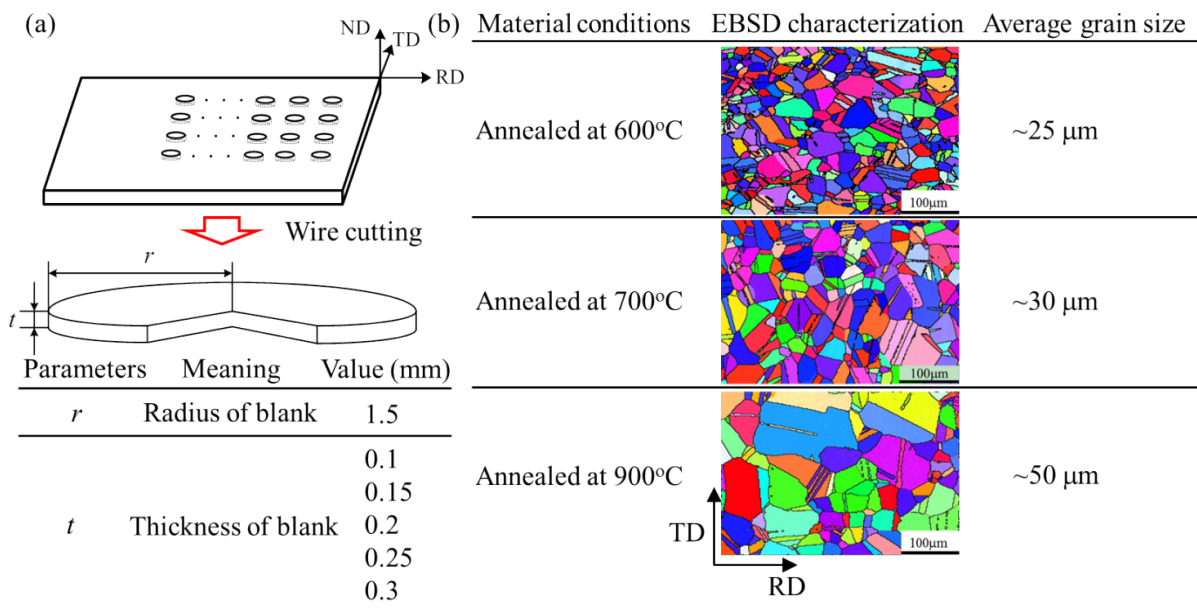 (a)
ND
TD
RD
Wire cutting
r
t
Parameters Meaning Value (mm)
r Radius of blank 1.5
t Thickness of blank
0.1
0.15
0.2
0.25
0.3
(b) Material conditions EBSD characterization Average grain size
Annealed at 600°C ~25 μm
100μm
Annealed at 700°C ~30 μm
100μm
Annealed at 900°C ~50 μm
100μm
TD
RD